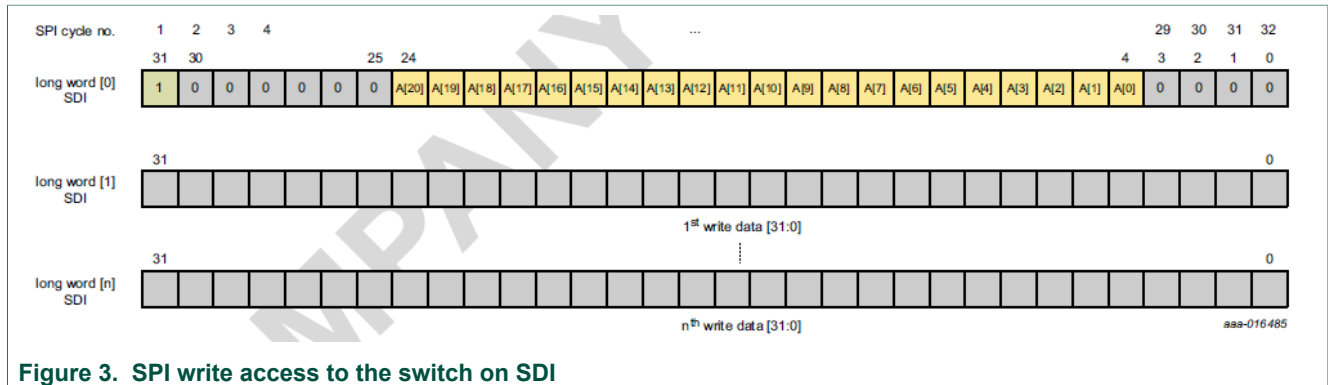 SPI cycle no. 1 2 3 4 ... 29 30 31 32
31 30 25 24 4 3 2 1 0
long word [0]
SDI
1 0 0 0 0 0 0 A[20] A[19] A[18] A[17] A[16] A[15] A[14] A[13] A[12] A[11] A[10] A[9] A[8] A[7] A[6] A[5] A[4] A[3] A[2] A[1] A[0] 0 0 0 0
31 0
long word [1]
SDI
1st write data [31:0]
31 0
long word [n]
SDI
nth write data [31:0]
aaa-016485
MPANY
Figure 3. SPI write access to the switch on SDI